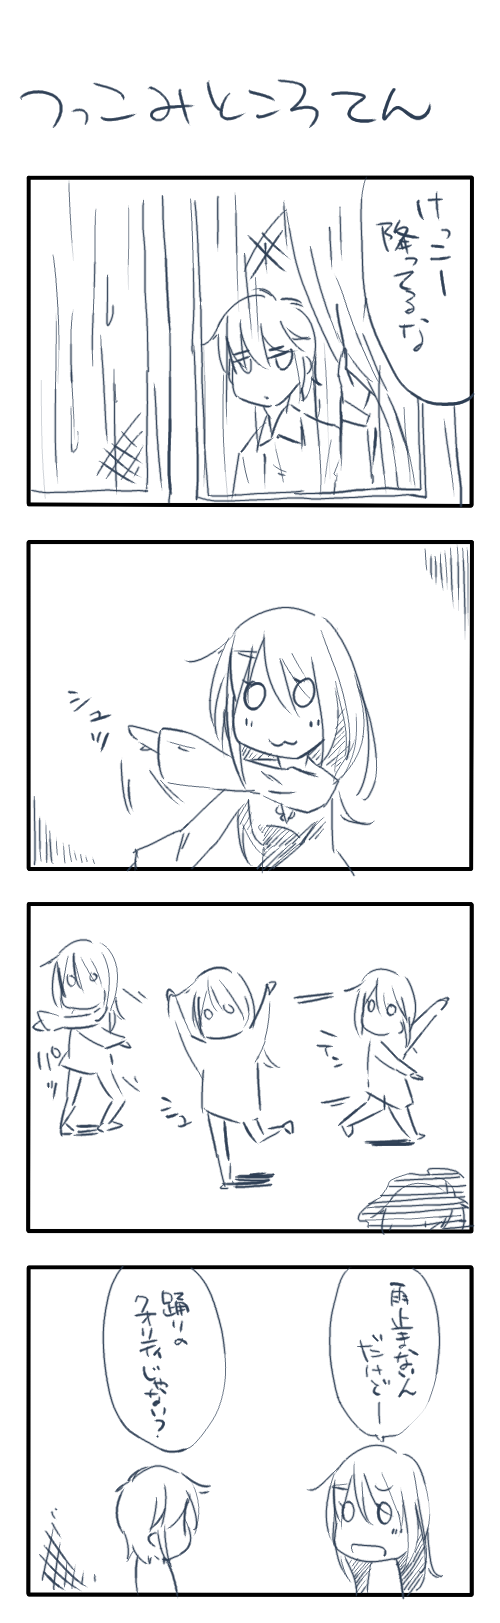 つっこみところてん
けっこー
降ってるな
シュ
ッ
パッ
シュ
雨止まないん
だけどー
踊りの
クオリティじゃない?